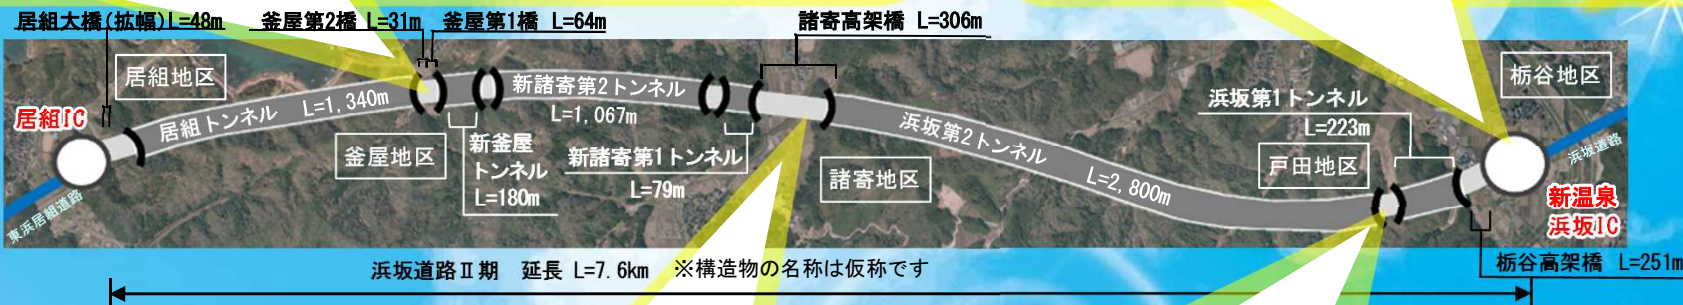 居組大橋(拡幅)L=48m 釜屋第2橋 L=31m 釜屋第1橋 L=64m 諸寄高架橋 L=306m
居組地区
居組IC
居組トンネル L=1,340m
東浜居組道路
釜屋地区
新釜屋
トンネル
L=180m
新諸寄第2トンネル
L=1,067m
新諸寄第1トンネル
L=79m
諸寄地区
浜坂第2トンネル L=2,800m
浜坂第1トンネル
L=223m
戸田地区
栃谷地区
浜坂道路
新温泉
浜坂IC
栃谷高架橋 L=251m
浜坂道路Ⅱ期 延長 L=7.6km ※構造物の名称は仮称です